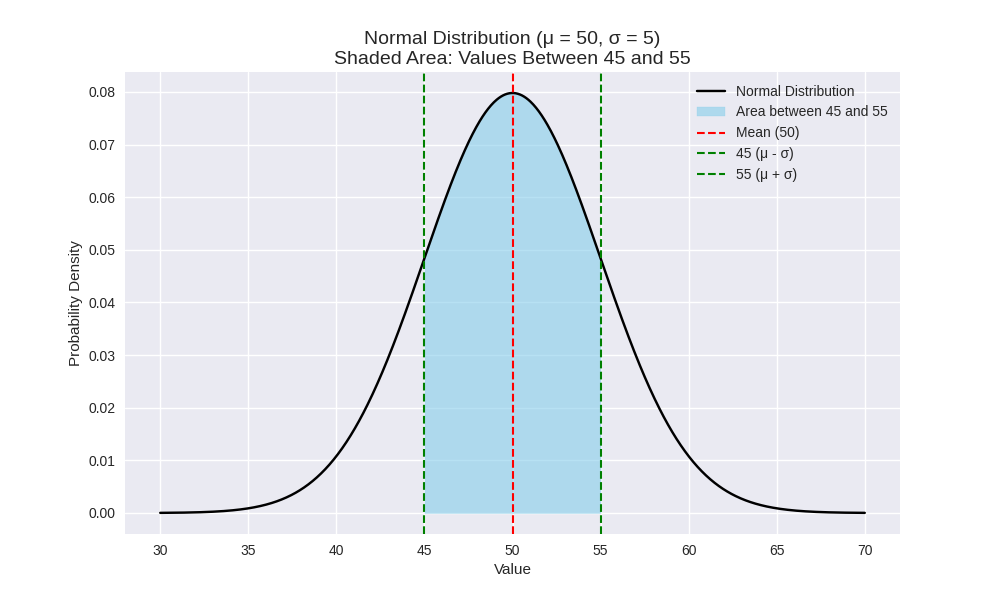 Normal Distribution (μ = 50, σ = 5)
Shaded Area: Values Between 45 and 55
Normal Distribution
Area between 45 and 55
Mean (50)
45 (μ - σ)
55 (μ + σ)
Probability Density
0.08
0.07
0.06
0.05
0.04
0.03
0.02
0.01
0.00
30 35 40 45 50 55 60 65 70
Value